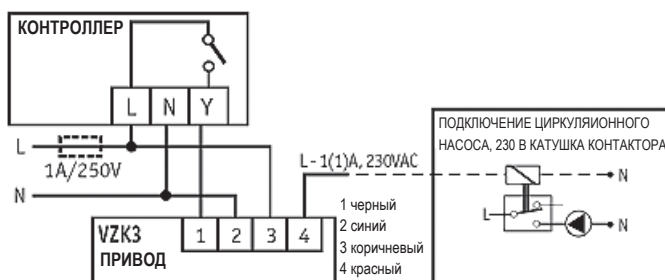 КОНТРОЛЛЕР
L N Y
L
1A/250V
N
L - 1(1)A, 230VAC
VZK3
ПРИВОД
1 2 3 4
1 черный
2 синий
3 коричневый
4 красный
ПОДКЛЮЧЕНИЕ ЦИРКУЛЯИОННОГО
НАСОСА, 230 В КАТУШКА КОНТАКТОРА
N
L
N